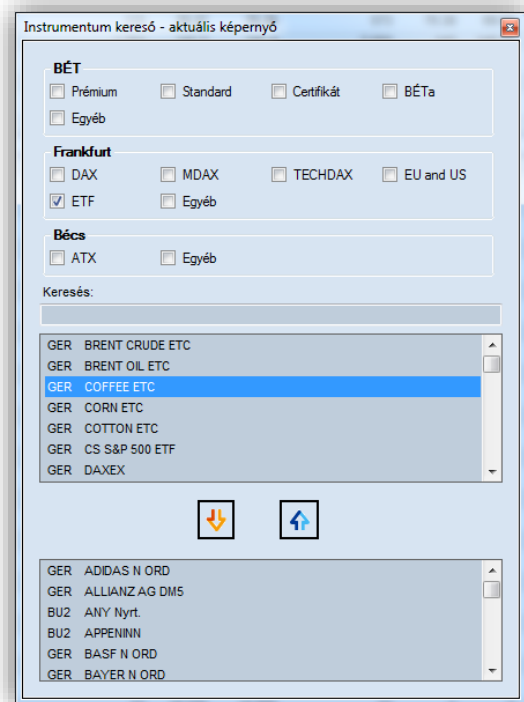 Instrumentum kereső - aktuális képernyő
BÉT
Prémium Standard Certifikát BÉTa
Egyéb
Frankfurt
DAX MDAX TECHDAX EU and US
ETF Egyéb
Bécs
ATX Egyéb
Keresés:
GER BRENT CRUDE ETC
GER BRENT OIL ETC
GER COFFEE ETC
GER CORN ETC
GER COTTON ETC
GER CS S&P 500 ETF
GER DAXEX
GER ADIDAS N ORD
GER ALLIANZ AG DM5
BU2 ANY Nyrt.
BU2 APPENINN
GER BASF N ORD
GER BAYER N ORD